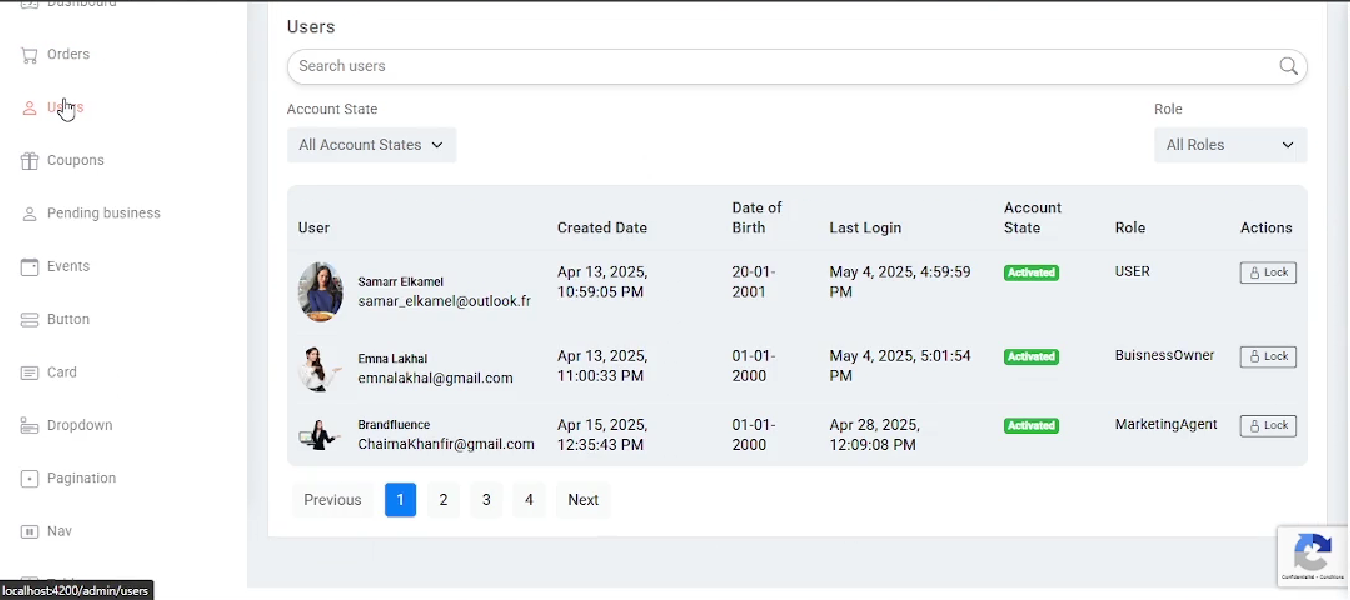 Dashboard
Orders
Users
Coupons
Pending business
Events
Button
Card
Dropdown
Pagination
Nav
localhost:4200/admin/users
Users
Search users
Account State
Role
All Account States
All Roles
User
Created Date
Date of
Birth
Last Login
Account
State
Role
Actions
Samarr Elkamel
samar_elkamel@outlook.fr
Apr 13, 2025,
10:59:05 PM
20-01-
2001
May 4, 2025, 4:59:59
PM
Activated
USER
Lock
Emna Lakhal
emnalakhal@gmail.com
Apr 13, 2025,
11:00:33 PM
01-01-
2000
May 4, 2025, 5:01:54
PM
Activated
BuisnessOwner
Lock
Brandfluence
ChaimaKhanfir@gmail.com
Apr 15, 2025,
12:35:43 PM
01-01-
2000
Apr 28, 2025,
12:09:08 PM
Activated
MarketingAgent
Lock
Previous
1
2
3
4
Next
Confidentialité - Conditions